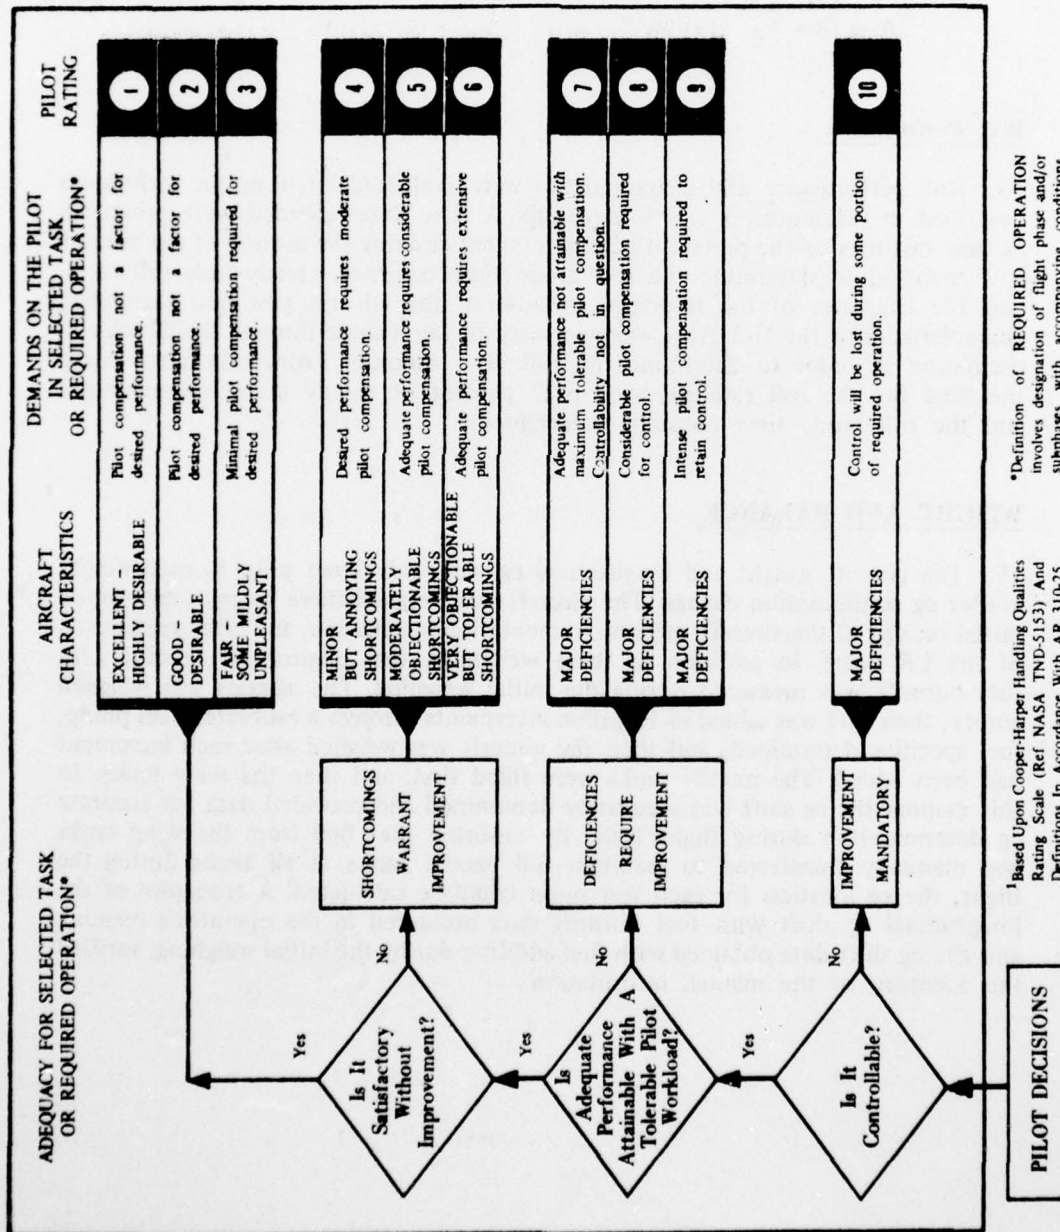 ADEQUACY FOR SELECTED TASK
OR REQUIRED OPERATION*
AIRCRAFT
CHARACTERISTICS
DEMANDS ON THE PILOT
IN SELECTED TASK
OR REQUIRED OPERATION*
PILOT
RATING
EXCELLENT –
HIGHLY DESIRABLE
Pilot compensation not a factor for
desired performance.
1
GOOD –
DESIRABLE
Pilot compensation not a factor for
desired performance
2
FAIR –
SOME MILDLY
UNPLEASANT
Minimal pilot compensation required for
desired performance
3
Yes
Is It
Satisfactory
Without
Improvement?
No
SHORTCOMINGS
WARRANT
IMPROVEMENT
MINOR
BUT ANNOYING
SHORTCOMINGS
Desired performance requires moderate
pilot compensation.
4
MODERATELY
OBJECTIONABLE
SHORTCOMINGS
Adequate performance requires considerable
pilot compensation.
5
VERY OBJECTIONABLE
BUT TOLERABLE
SHORTCOMINGS
Adequate performance requires extensive
pilot compensation.
6
Yes
Is
Adequate
Performance
Attainable With A
Tolerable Pilot
Workload?
No
DEFICIENCIES
REQUIRE
IMPROVEMENT
MAJOR
DEFICIENCIES
Adequate performance unattainable with
maximum tolerable pilot compensation.
Controllability not in question.
7
MAJOR
DEFICIENCIES
Considerable pilot compensation required
for control.
8
MAJOR
DEFICIENCIES
Intense pilot compensation required to
retain control.
9
Yes
Is It
Controllable?
No
IMPROVEMENT
MANDATORY
MAJOR
DEFICIENCIES
Control will be lost during some portion
of required operation.
10
PILOT DECISIONS
1Based Upon Cooper-Harper Handling Qualities
Rating Scale (Ref NASA TND-5153) And
Definitions In Accordance With AR 310-25
*Definition of REQUIRED OPERATION
involves designation of flight phase and/or
subphases with accompanying conditions